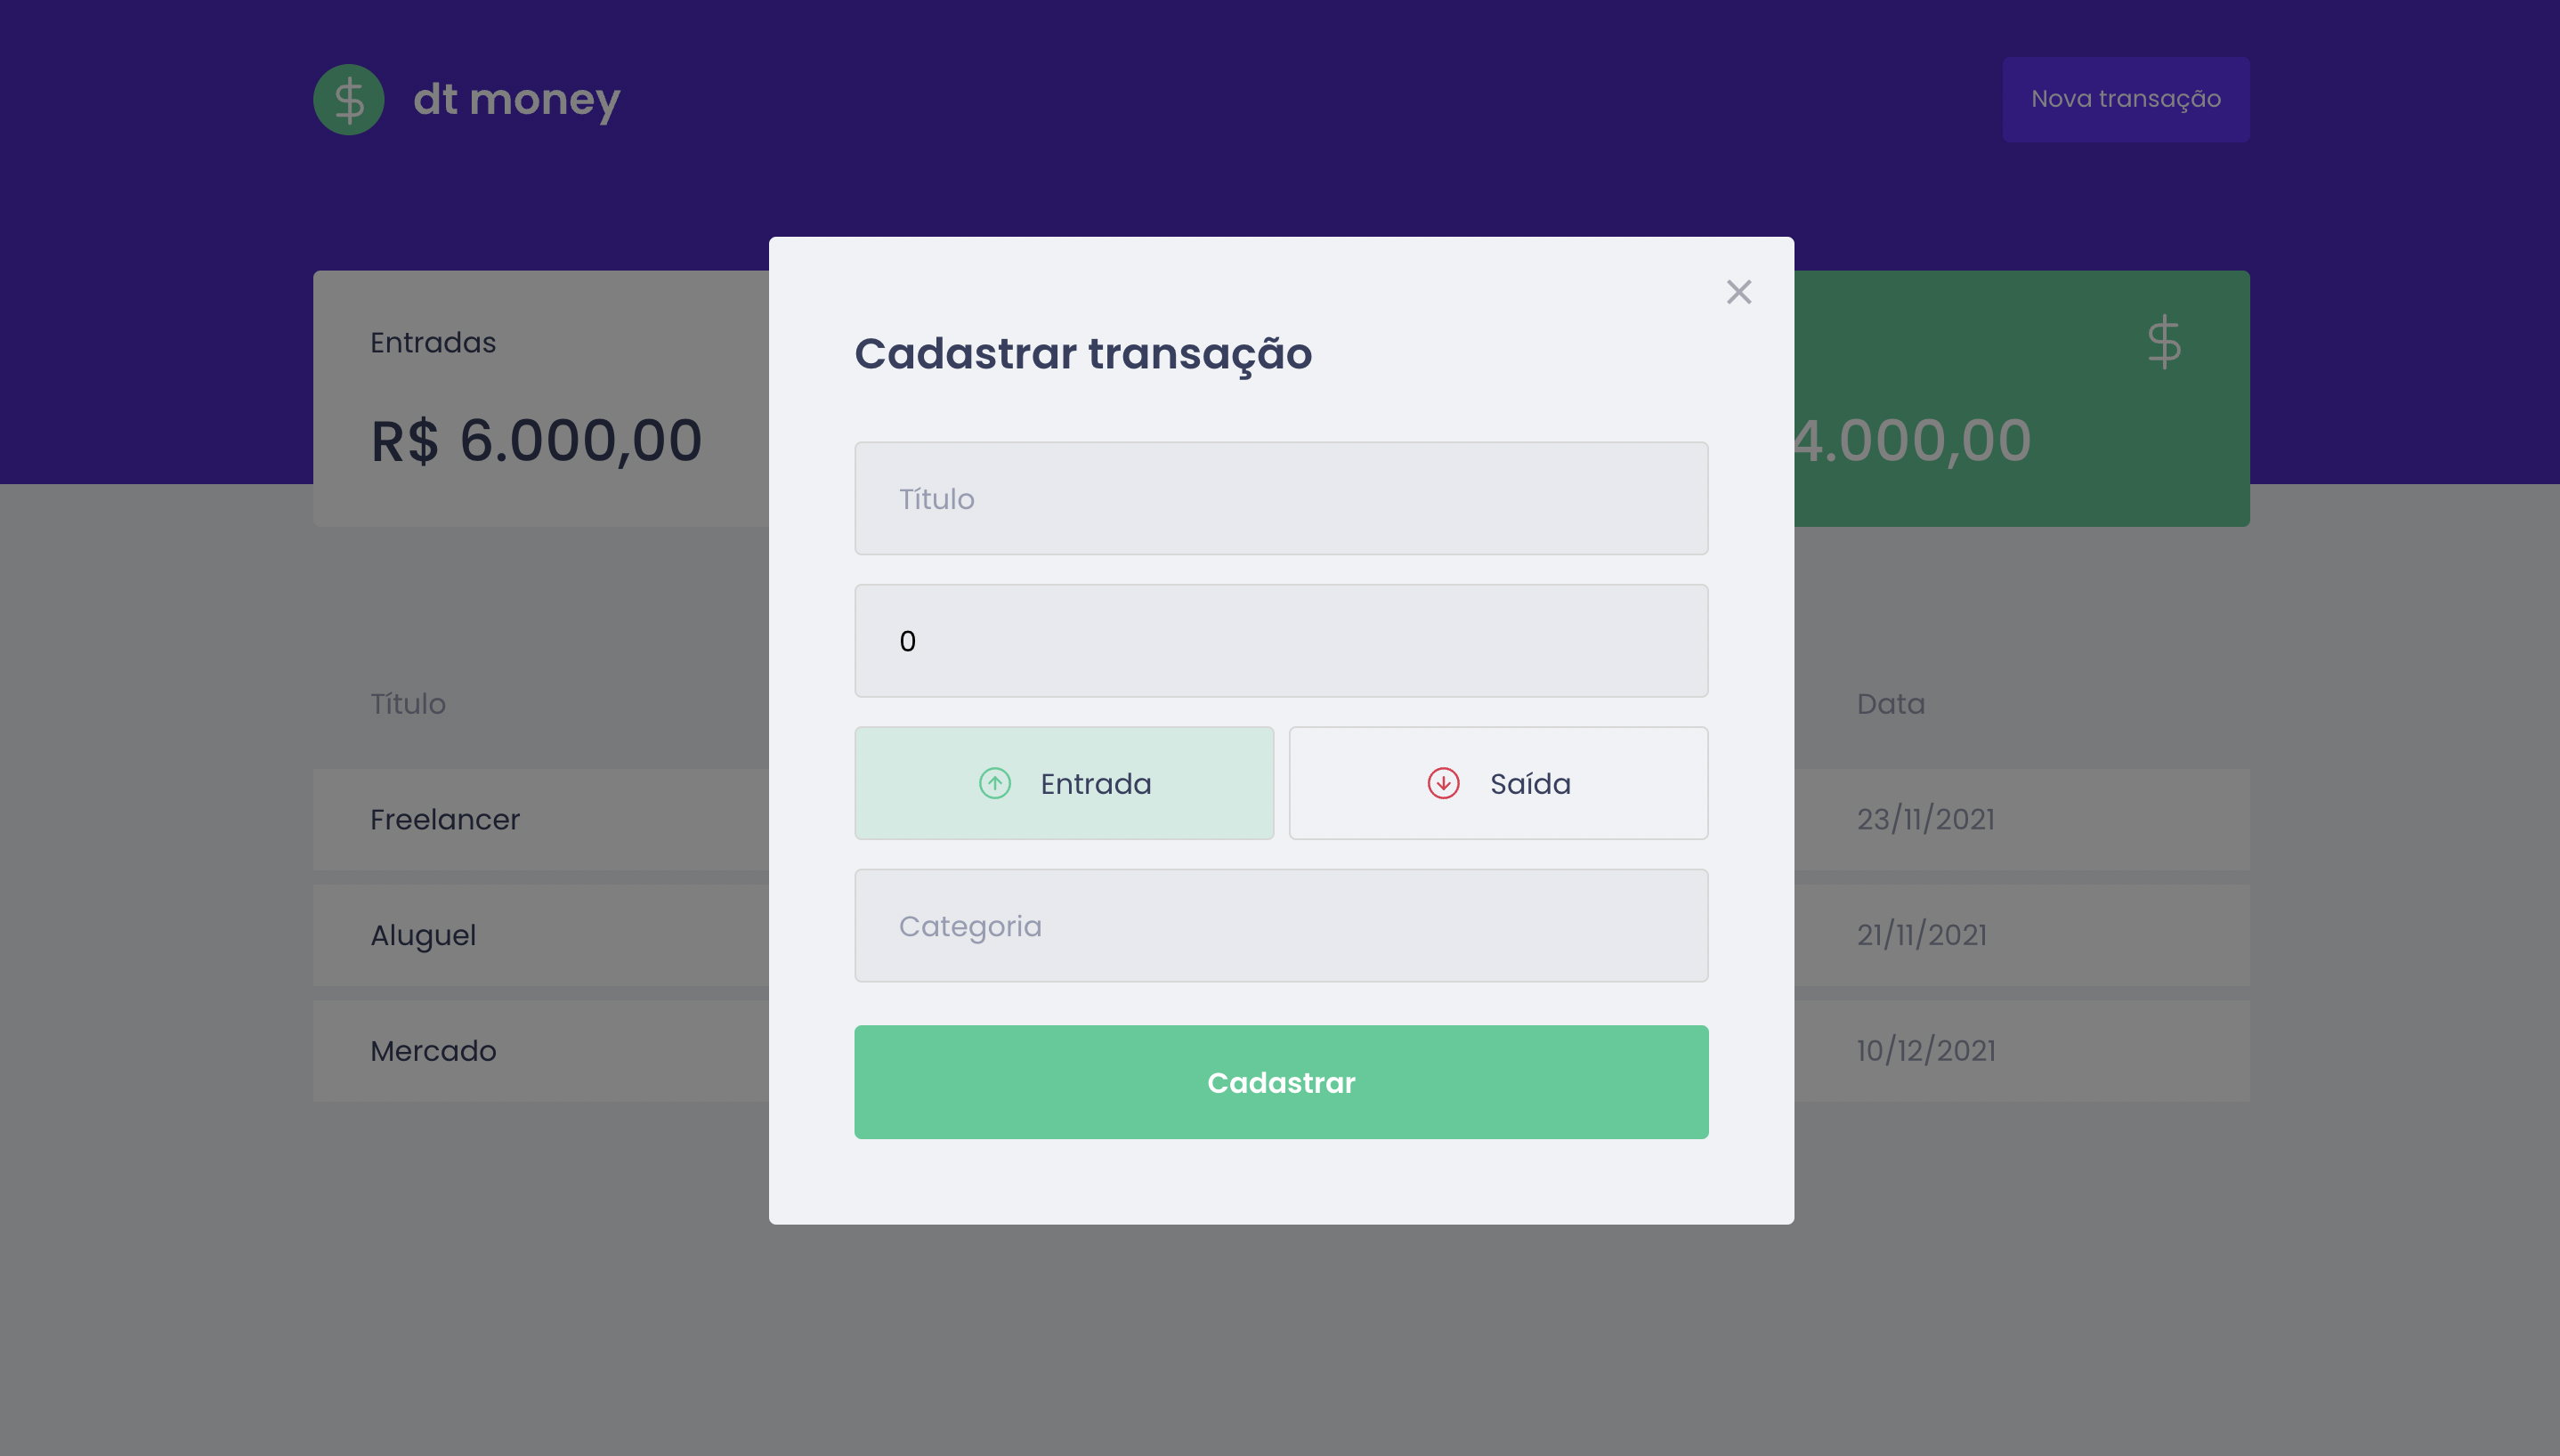 dt money
Nova transação
Entradas
R$ 6.000,00
4.000,00
Cadastrar transação
Título
0
Entrada
Saída
Categoria
Cadastrar
Título
Data
Freelancer
23/11/2021
Aluguel
21/11/2021
Mercado
10/12/2021